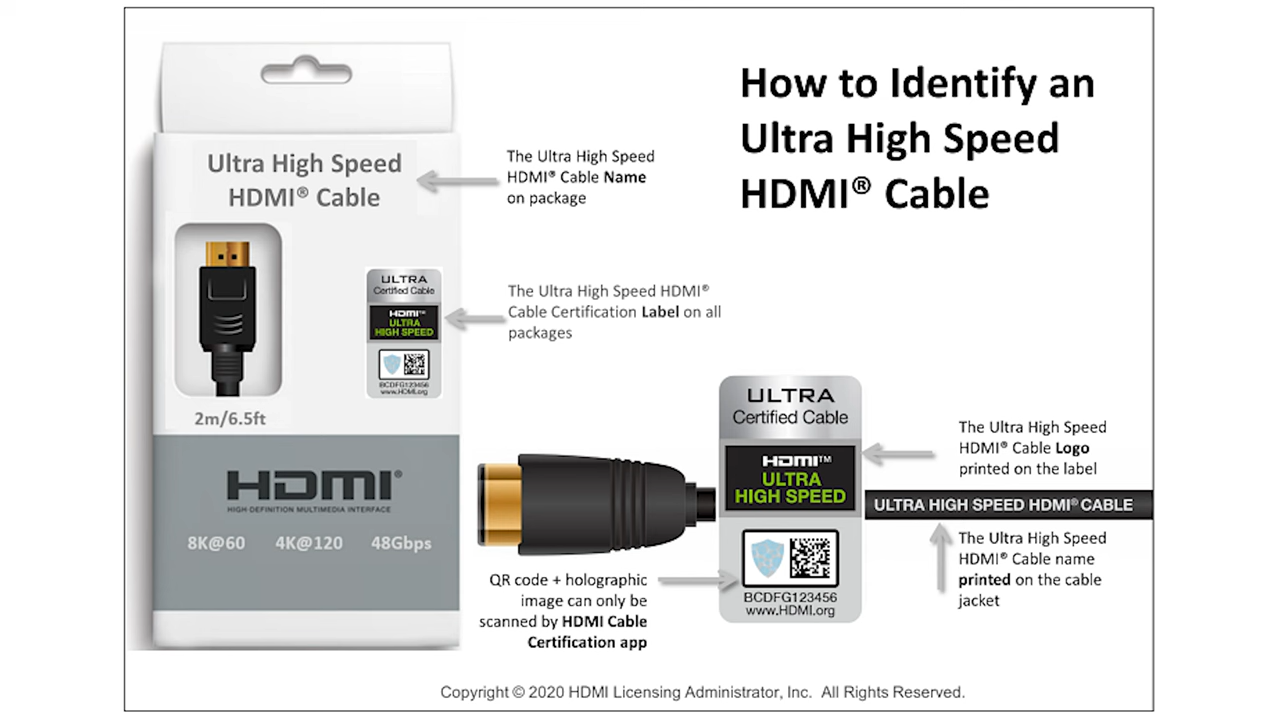 How to Identify an
Ultra High Speed
HDMI® Cable
Ultra High Speed
HDMI® Cable
The Ultra High Speed
HDMI® Cable Name
on package
ULTRA
Certified Cable
HDMI™
ULTRA
HIGH SPEED
BCDFG123456
www.HDMI.org
The Ultra High Speed HDMI®
Cable Certification Label on all
packages
2m/6.5ft
HDMI®
HIGH-DEFINITION MULTIMEDIA INTERFACE
8K@60 4K@120 48Gbps
ULTRA
Certified Cable
HDMI™
ULTRA
HIGH SPEED
BCDFG123456
www.HDMI.org
The Ultra High Speed
HDMI® Cable Logo
printed on the label
ULTRA HIGH SPEED HDMI® CABLE
The Ultra High Speed
HDMI® Cable name
printed on the cable
jacket
QR code + holographic
image can only be
scanned by HDMI Cable
Certification app
Copyright © 2020 HDMI Licensing Administrator, Inc. All Rights Reserved.